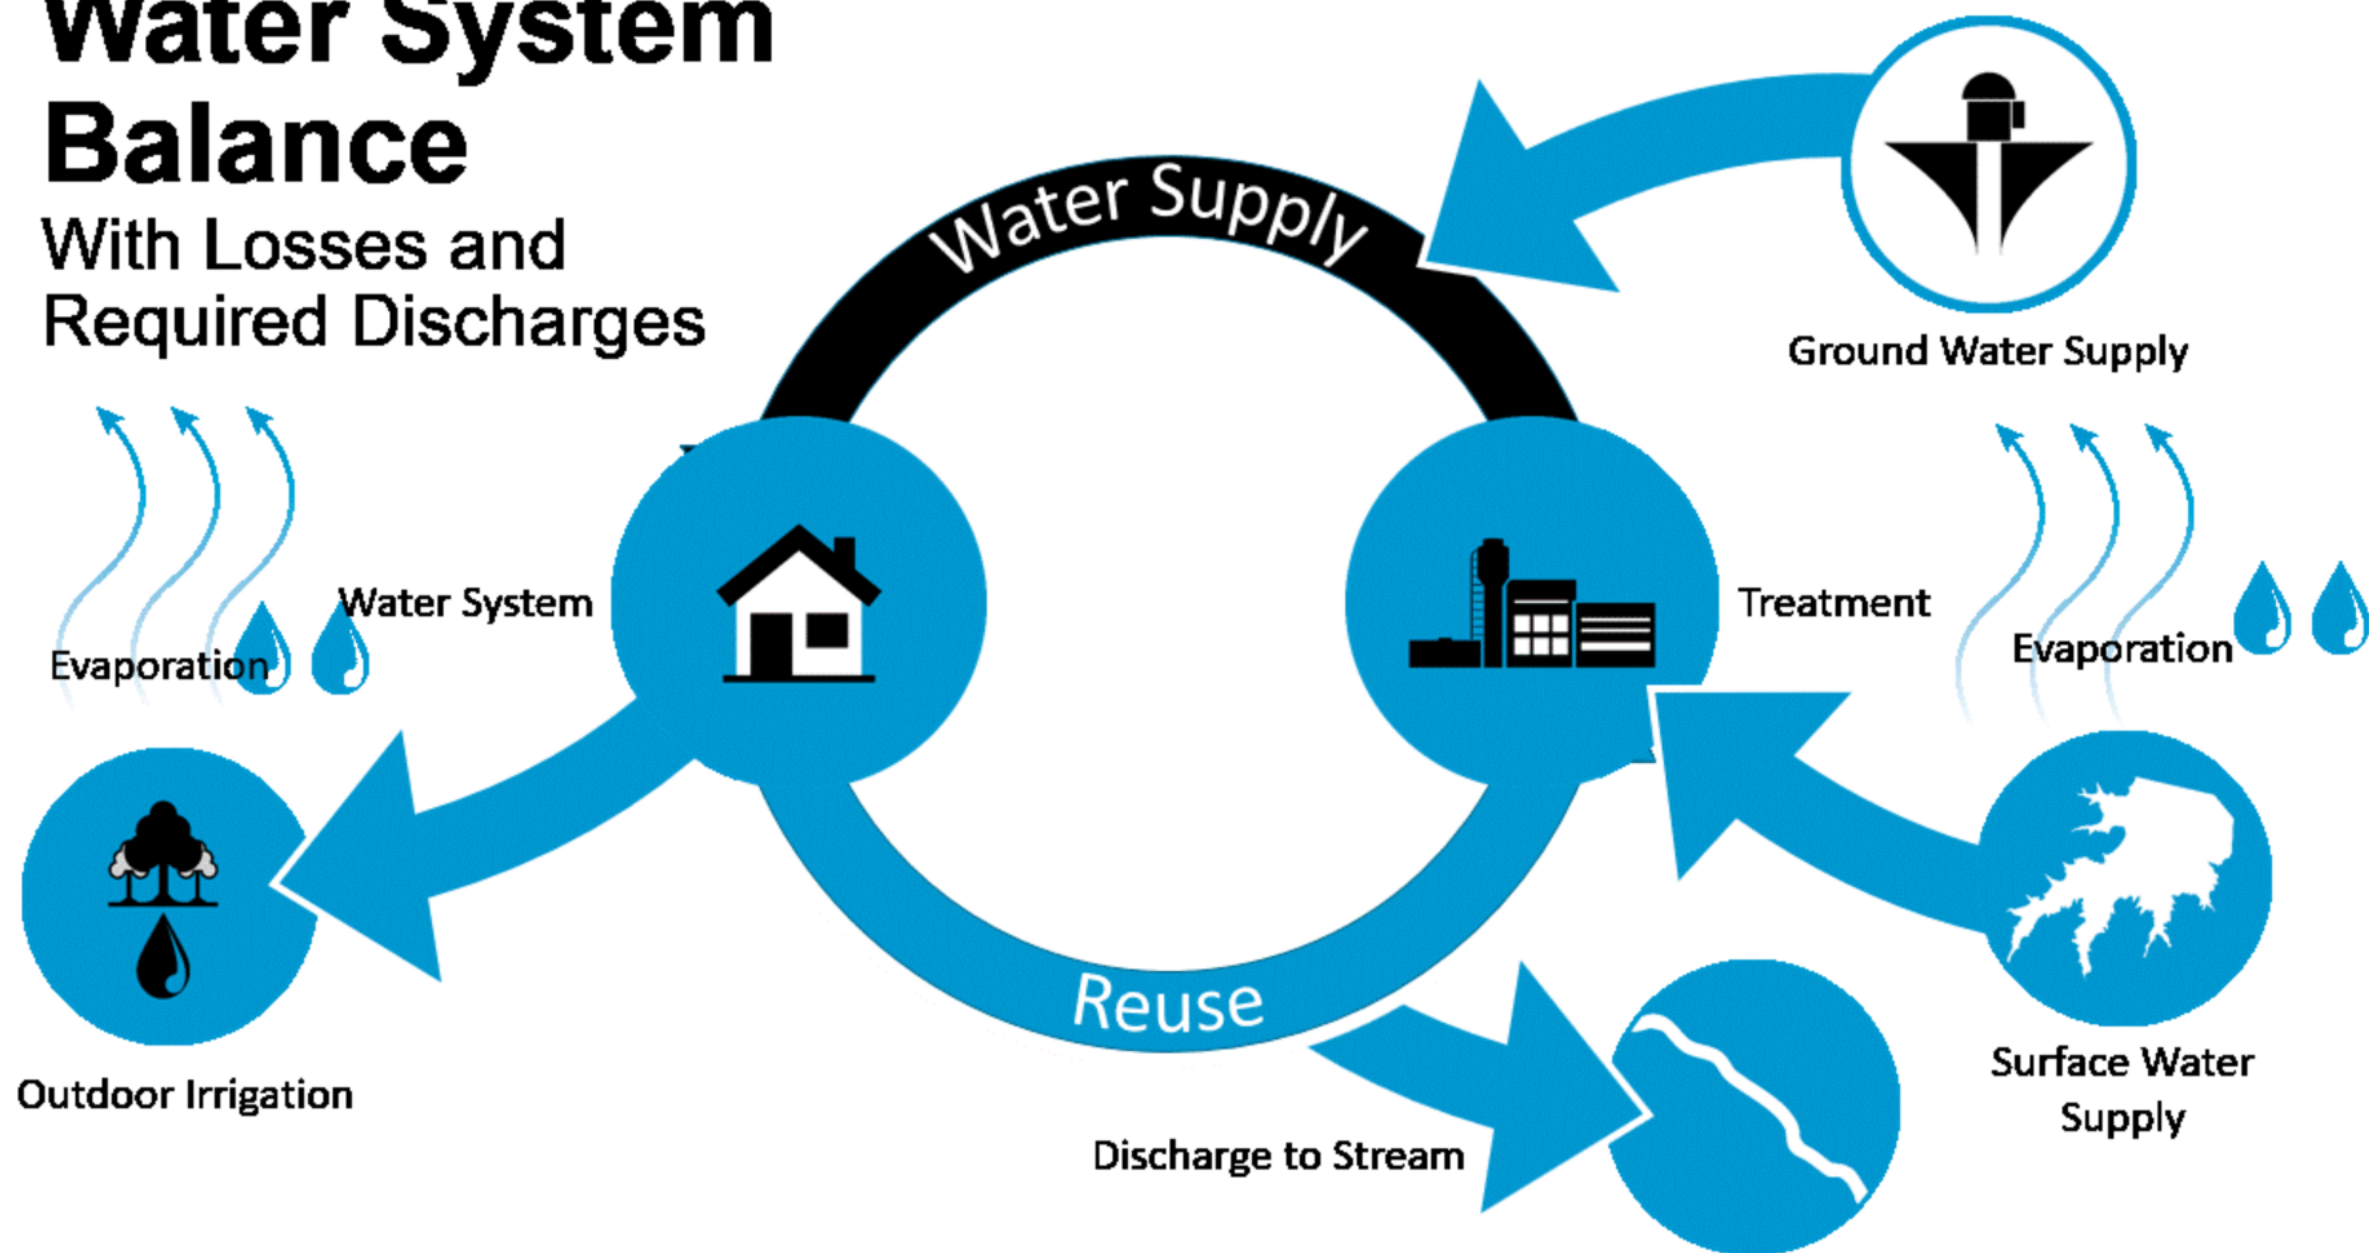 Water System
Balance
With Losses and
Required Discharges
Water Supply
Ground Water Supply
Water System
Treatment
Evaporation
Evaporation
Reuse
Outdoor Irrigation
Surface Water
Supply
Discharge to Stream